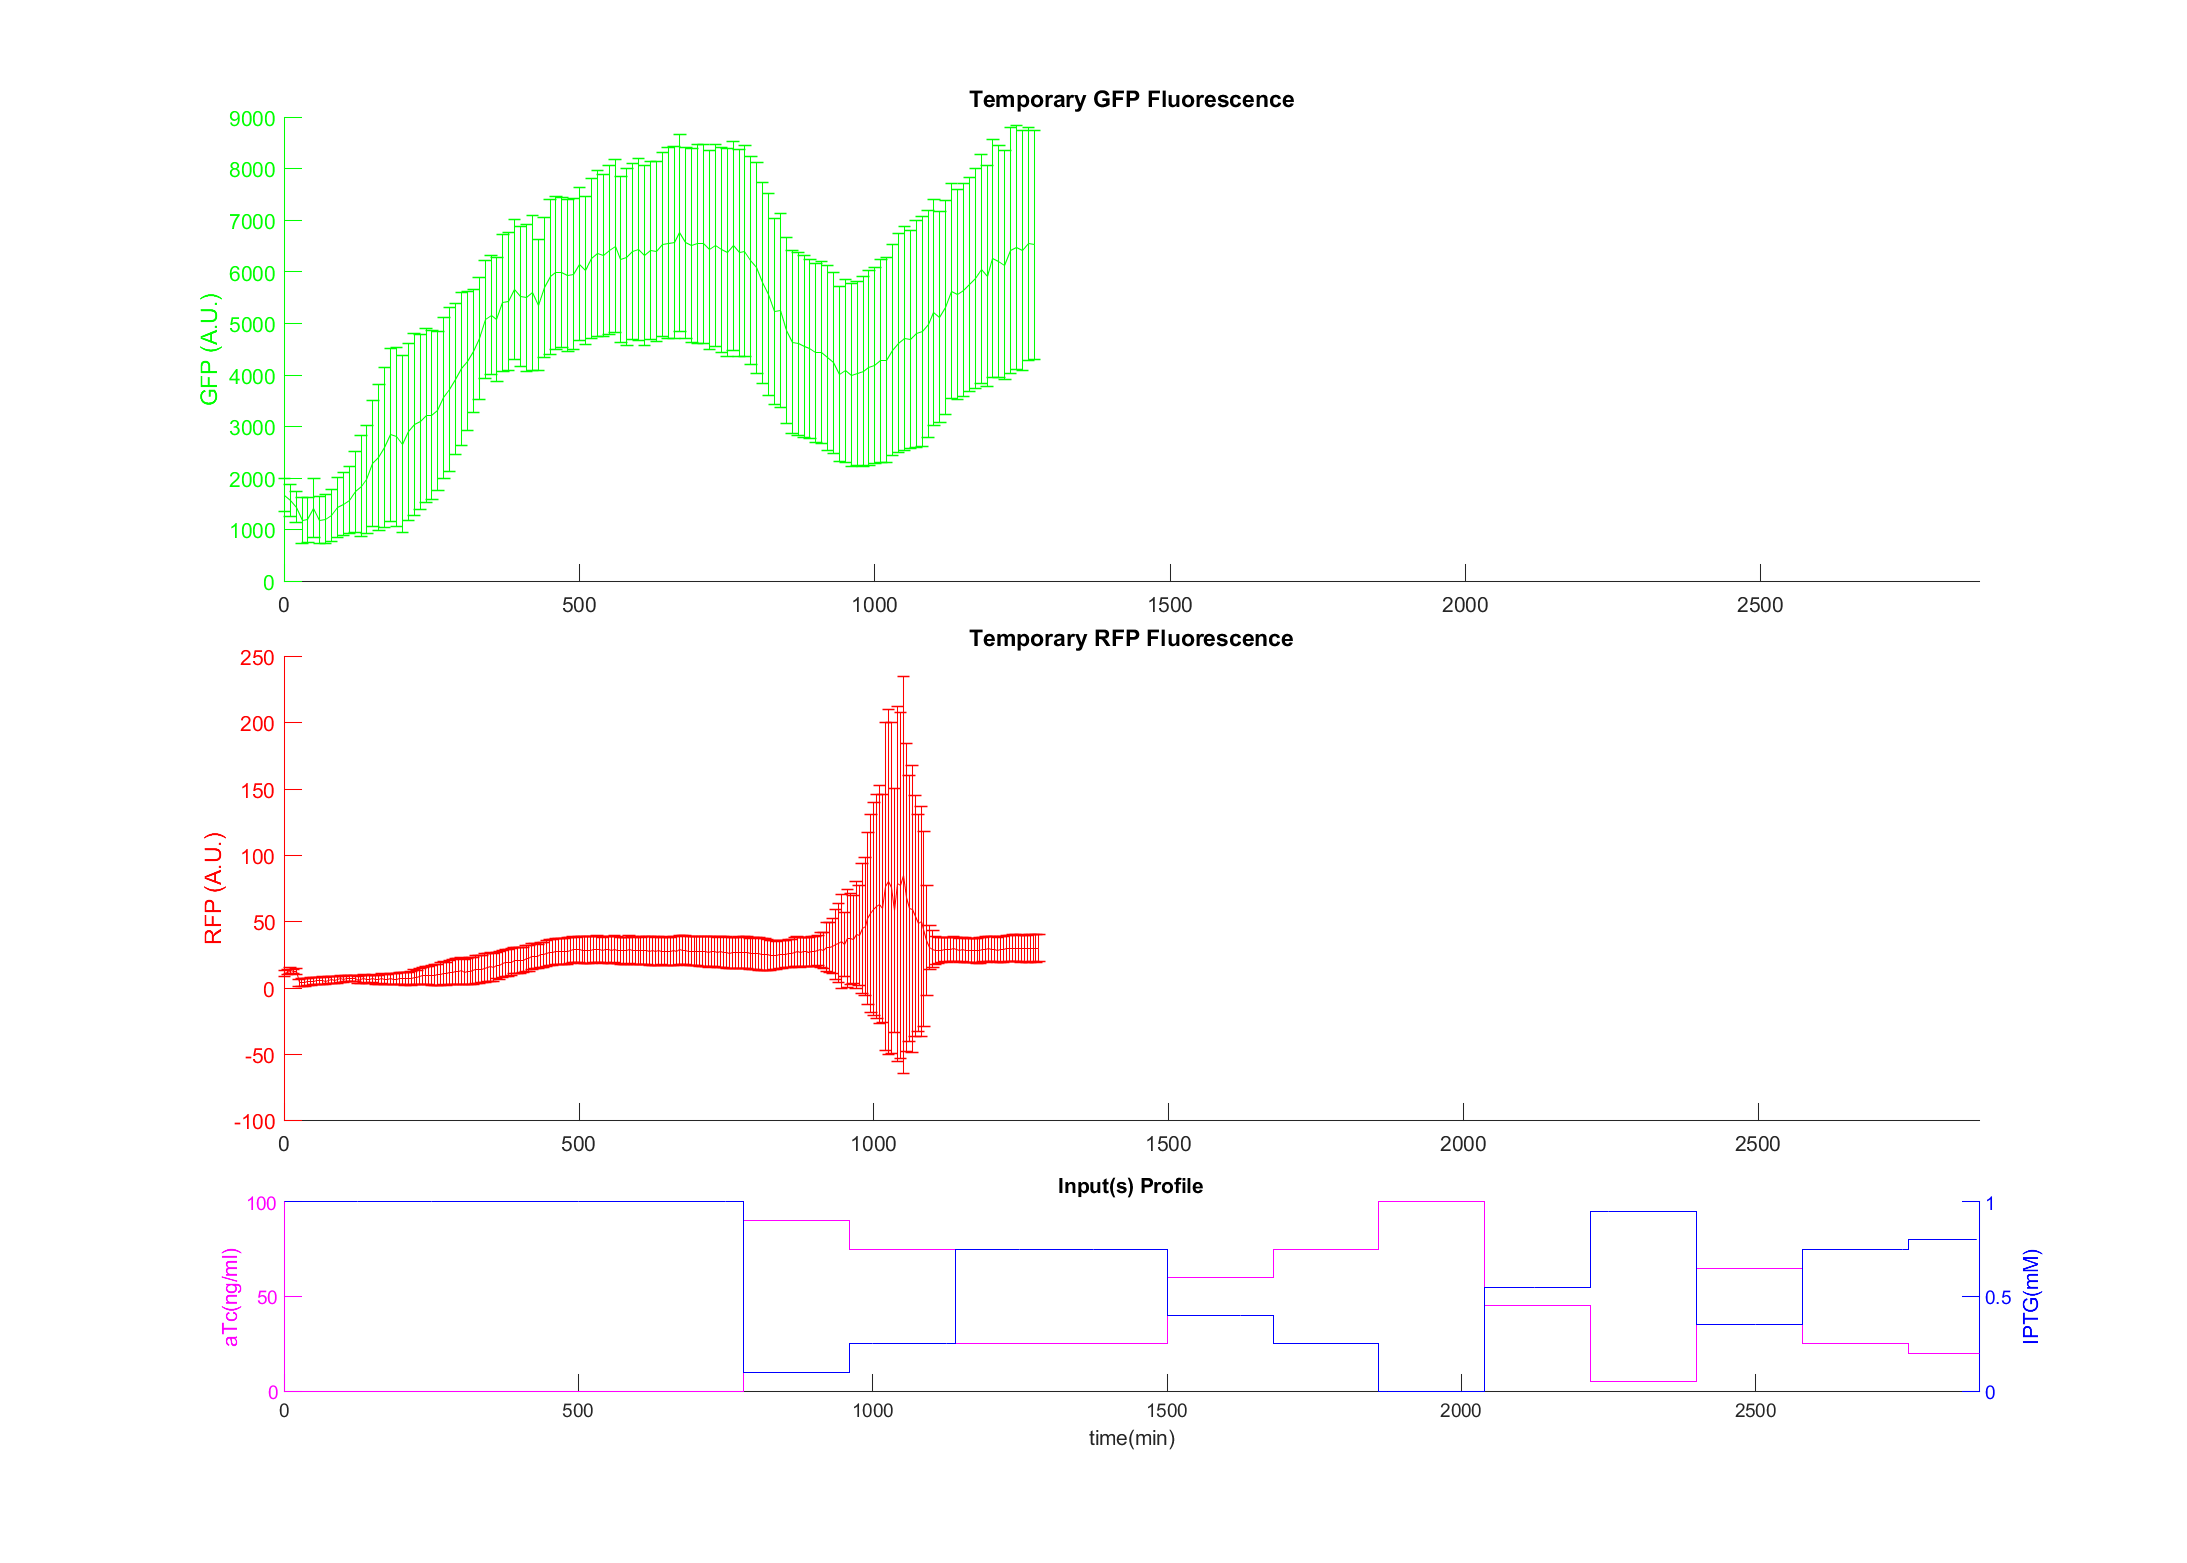 Temporary GFP Fluorescence
GFP (A.U.)
9000
8000
7000
6000
5000
4000
3000
2000
1000
0
0 500 1000 1500 2000 2500
Temporary RFP Fluorescence
RFP (A.U.)
250
200
150
100
50
0
-50
-100
0 500 1000 1500 2000 2500
Input(s) Profile
aTc(ng/ml)
100
50
0
1
0.5
0
IPTG(mM)
0 500 1000 1500 2000 2500
time(min)